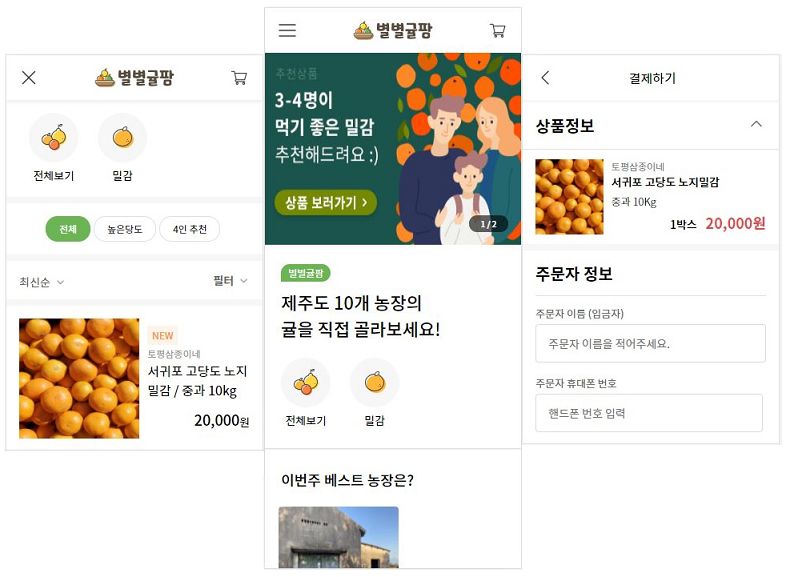 별별귤팜
전체보기
밀감
전체
높은당도
4인 추천
최신순
필터
NEW
토평삼종이네
서귀포 고당도 노지
밀감 / 중과 10kg
20,000원
별별귤팜
추천상품
3-4명이
먹기 좋은 밀감
추천해드려요 :)
상품 보러가기 >
1/2
별별귤팜
제주도 10개 농장의
귤을 직접 골라보세요!
전체보기
밀감
이번주 베스트 농장은?
결제하기
상품정보
토평삼종이네
서귀포 고당도 노지밀감
중과 10Kg
1박스 20,000원
주문자 정보
주문자 이름 (입금자)
주문자 이름을 적어주세요.
주문자 휴대폰 번호
핸드폰 번호 입력